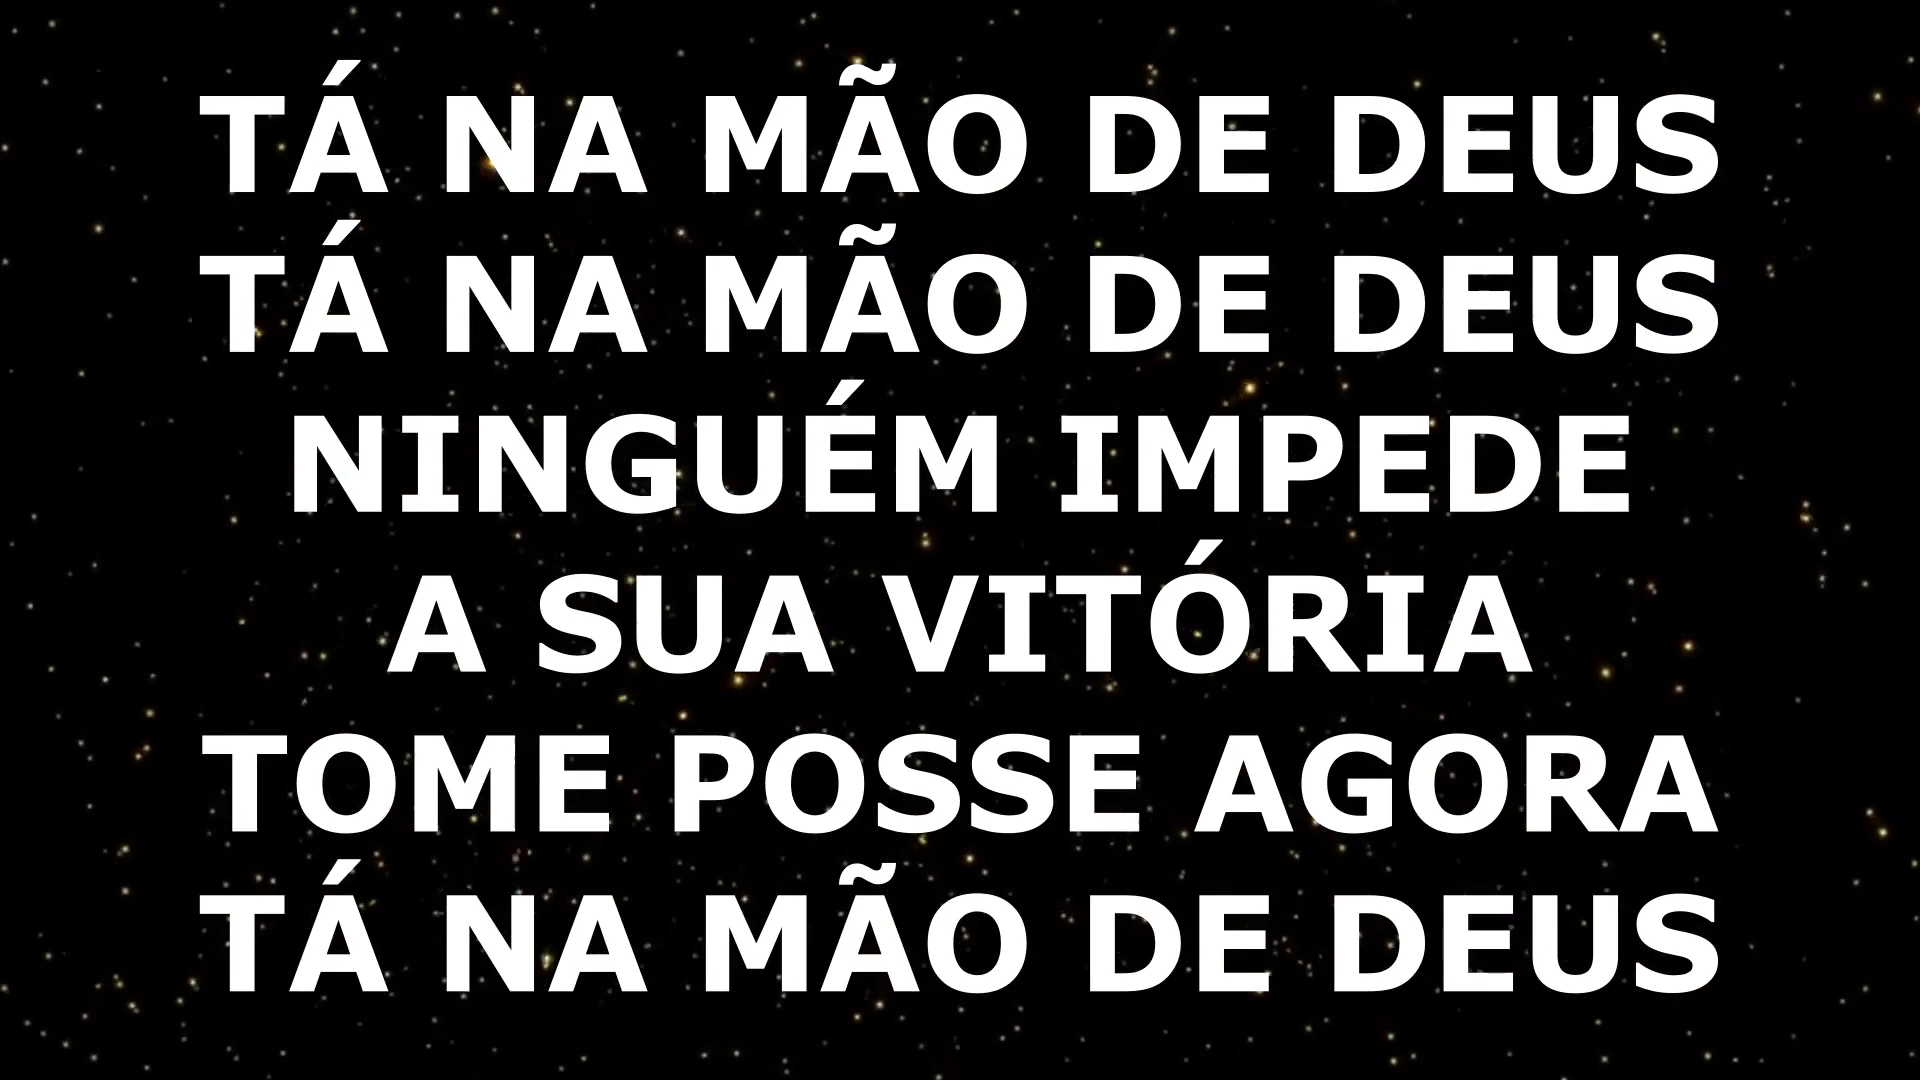 TÁ NA MÃO DE DEUS
TÁ NA MÃO DE DEUS
NINGUÉM IMPEDE
A SUA VITÓRIA
TOME POSSE AGORA
TÁ NA MÃO DE DEUS